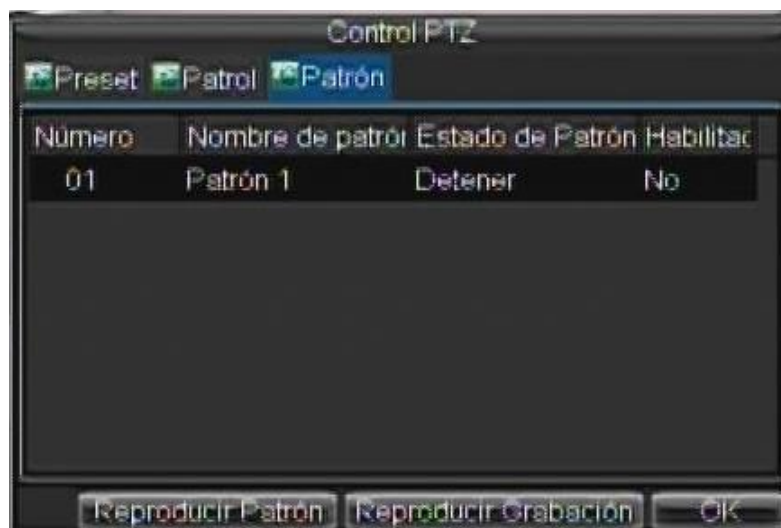 Control PTZ
Preset Patrol Patrón
Número Nombre de patrór Estado de Patrón Habilitac
01 Patrón 1 Detener No
Reproducir Patrón Reproducir Grabación OK